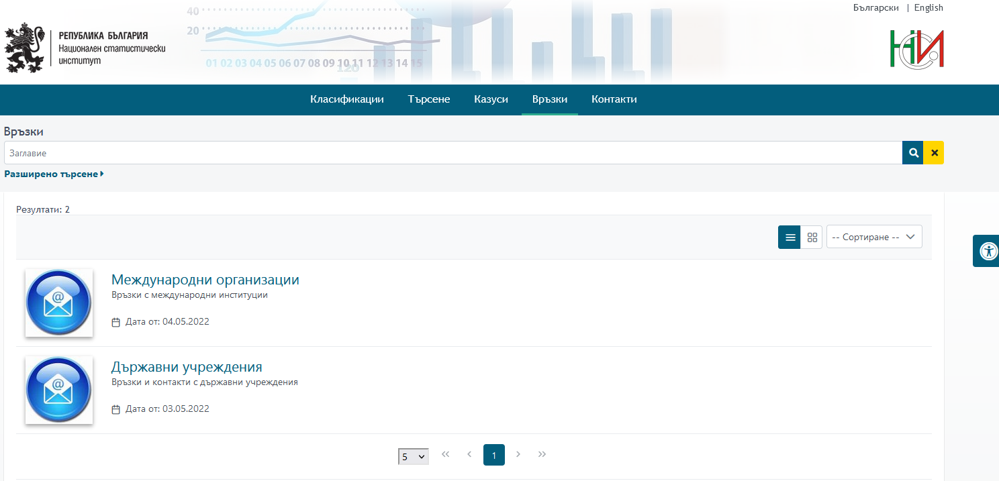 Български | English
РЕПУБЛИКА БЪЛГАРИЯ
Национален статистически
институт
40
20
01 02 03 04 05 06 07 08 09 10 11 12 13 14 15
120
НСИ
Класификации Търсене Казуси Връзки Контакти
Връзки
Заглавие
Разширено търсене
Резултати: 2
-- Сортиране --
Международни организации
Връзки с международни институции
Дата от: 04.05.2022
Държавни учреждения
Връзки и контакти с държавни учреждения
Дата от: 03.05.2022
5 « ‹ 1 › »